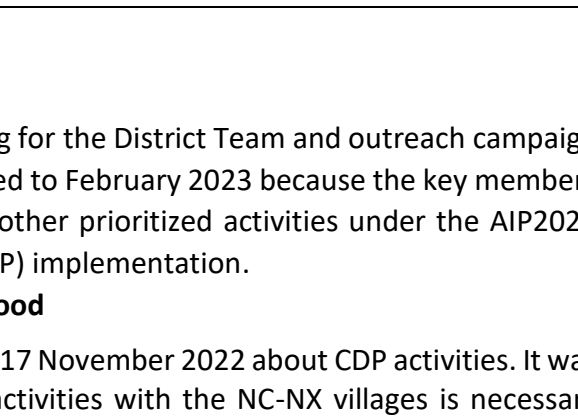 g for the District Team and outreach campaig
ed to February 2023 because the key member
other prioritized activities under the AIP202
P) implementation.
ood
17 November 2022 about CDP activities. It wa
activities with the NC-NX villages is necessar